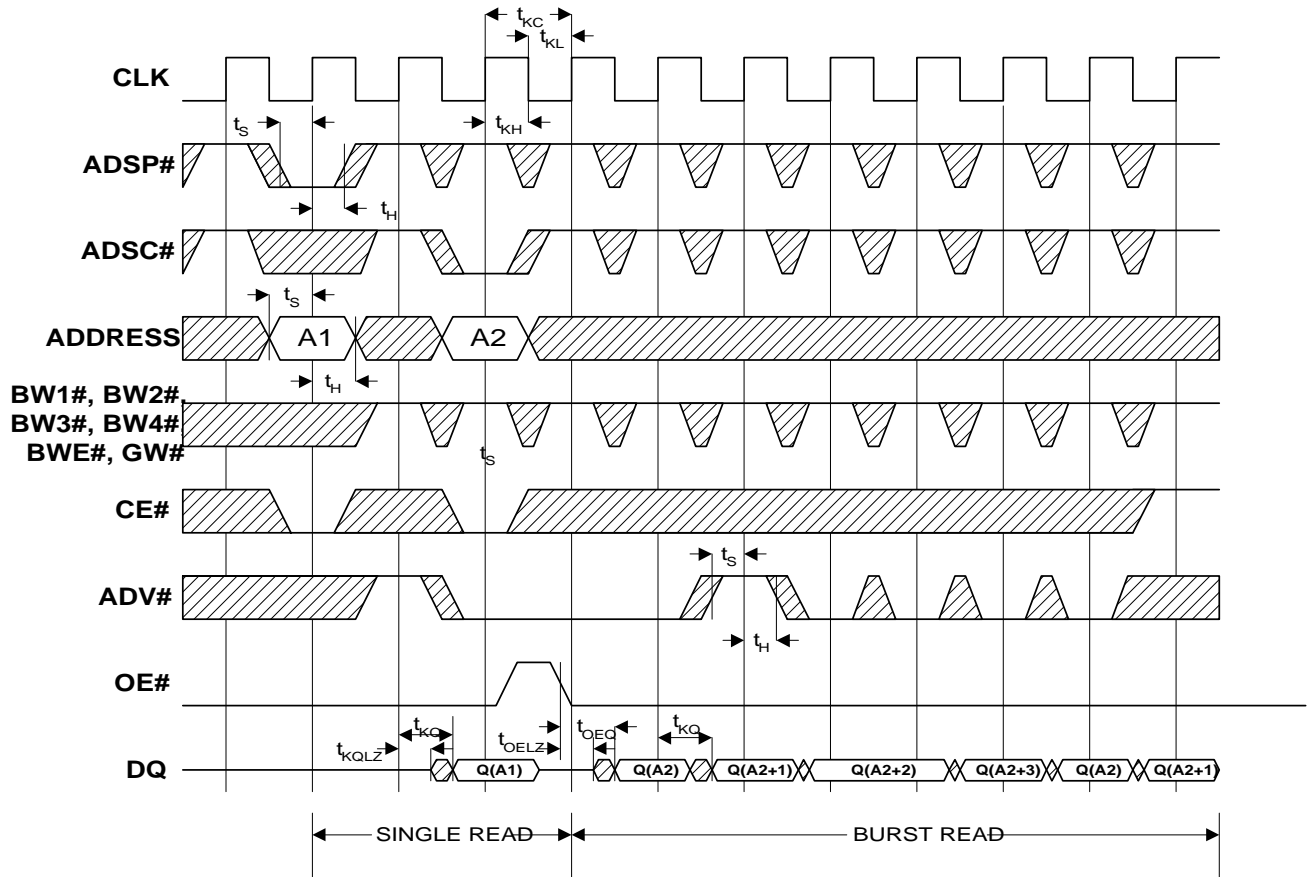 tKC
tKL
CLK
tS
tKH
ADSP#
tH
ADSC#
tS
ADDRESS
A1
A2
tH
BW1#, BW2#,
BW3#, BW4#
BWE#, GW#
tS
CE#
tS
ADV#
tH
OE#
tKQ
tOEQ
tKQ
tKQLZ
tOELZ
DQ
Q(A1)
Q(A2)
Q(A2+1)
Q(A2+2)
Q(A2+3)
Q(A2)
Q(A2+1)
SINGLE READ
BURST READ